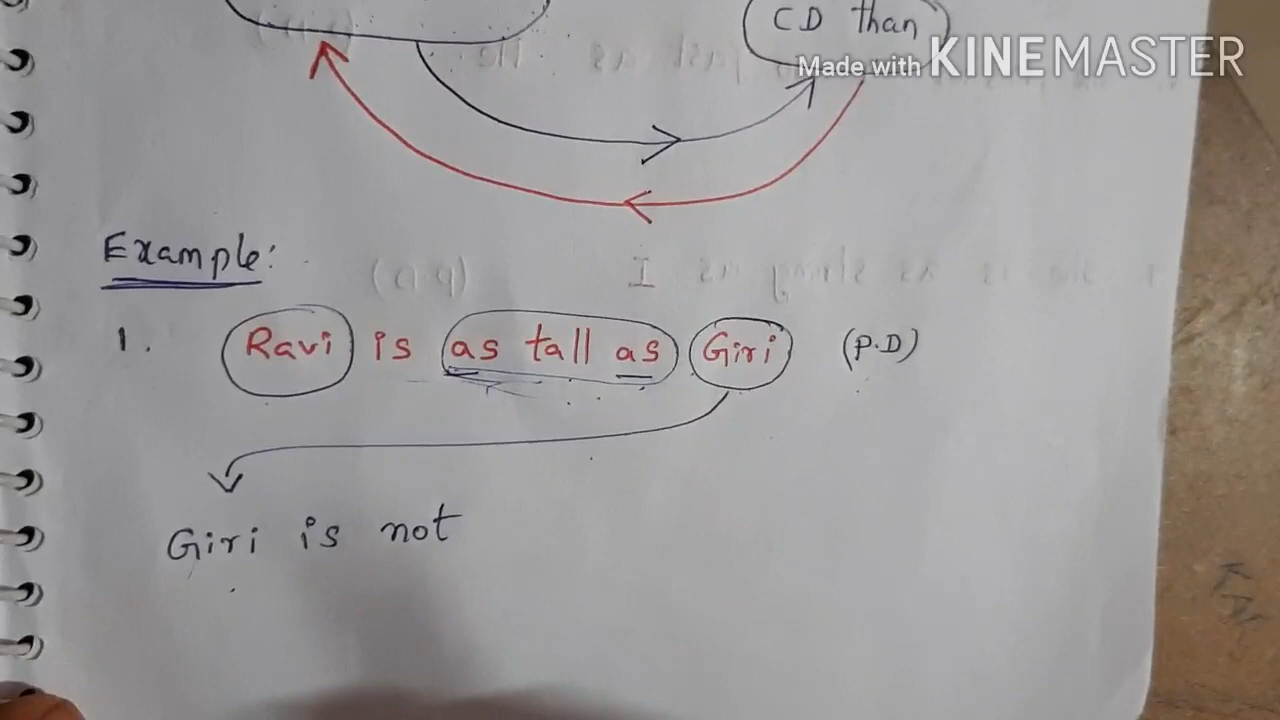 CD than
Made with KINEMASTER
Example:
1. Ravi is as tall as Giri (P.D)
Giri is not